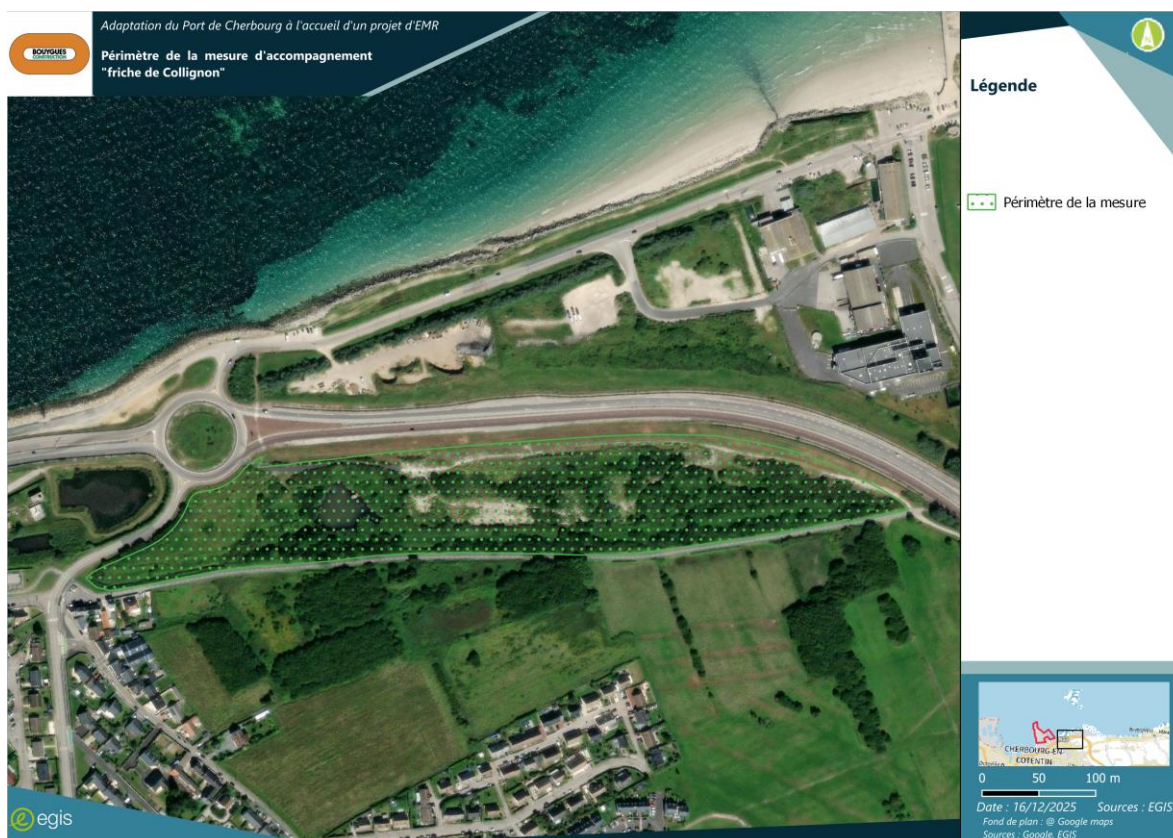 Adaptation du Port de Cherbourg à l'accueil d'un projet d'EMR
BOUYGUES
CONSTRUCTION
Périmètre de la mesure d'accompagnement
"friche de Collignon"
Légende
Périmètre de la mesure
CHERBOURG-EN-
COTENTIN
0 50 100 m
Date : 16/12/2025 Sources : EGIS
Fond de plan : @ Google maps
Sources : Google, EGIS
egis